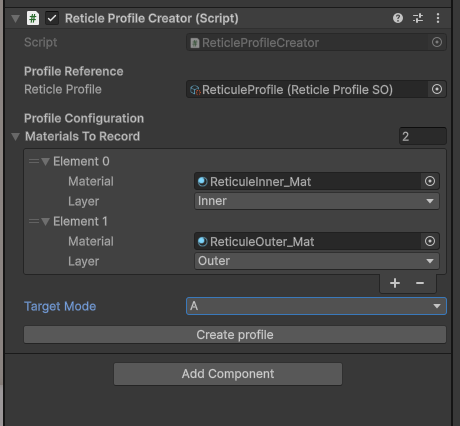 Reticle Profile Creator (Script)
Script ReticleProfileCreator
Profile Reference
Reticle Profile ReticuleProfile (Reticle Profile SO)
Profile Configuration
Materials To Record 2
Element 0
Material ReticuleInner_Mat
Layer Inner
Element 1
Material ReticuleOuter_Mat
Layer Outer
+ −
Target Mode A
Create profile
Add Component